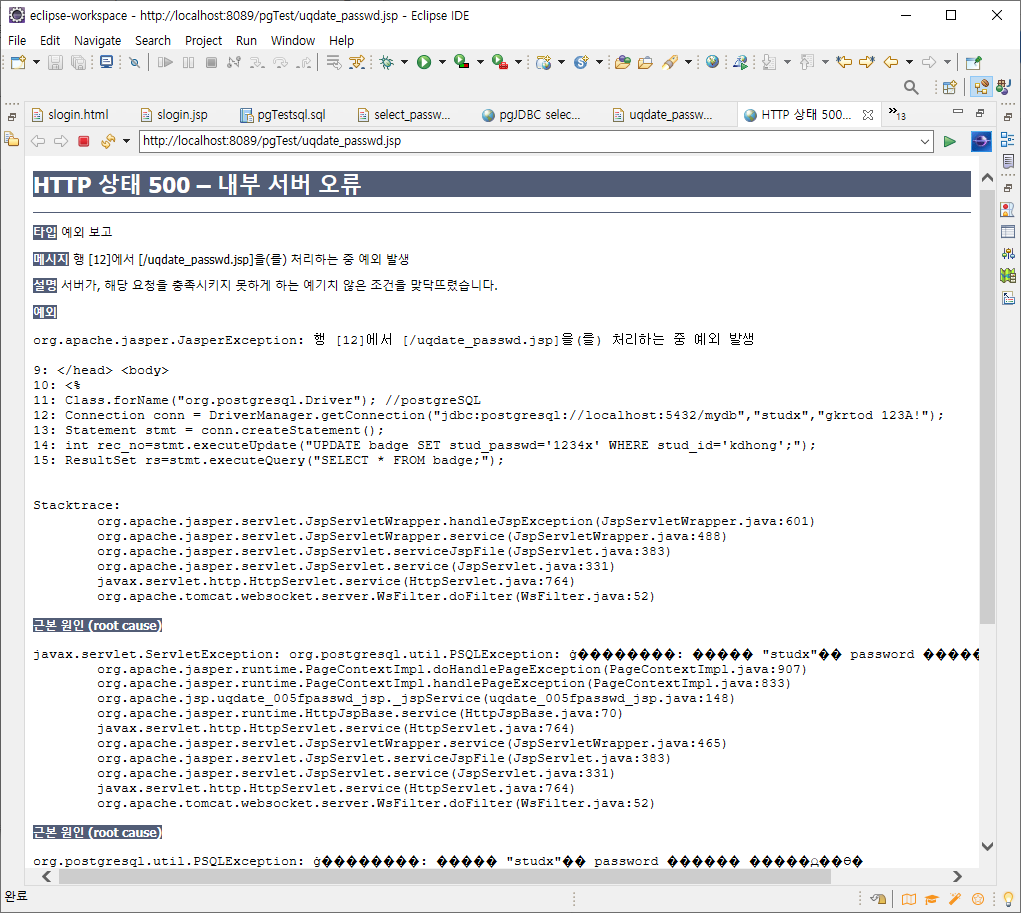 eclipse-workspace - http://localhost:8089/pgTest/uqdate_passwd.jsp - Eclipse IDE
File Edit Navigate Search Project Run Window Help
slogin.html slogin.jsp pgTestsql.sql select_passw... pgJDBC selec... uqdate_passw... HTTP 상태 500... »13
http://localhost:8089/pgTest/uqdate_passwd.jsp
HTTP 상태 500 – 내부 서버 오류
타입 예외 보고
메시지 행 [12]에서 [/uqdate_passwd.jsp]을(를) 처리하는 중 예외 발생
설명 서버가, 해당 요청을 충족시키지 못하게 하는 예기치 않은 조건을 맞닥뜨렸습니다.
예외
org.apache.jasper.JasperException: 행 [12]에서 [/uqdate_passwd.jsp]을(를) 처리하는 중 예외 발생
9: </head> <body>
10: <%
11: Class.forName("org.postgresql.Driver"); //postgreSQL
12: Connection conn = DriverManager.getConnection("jdbc:postgresql://localhost:5432/mydb","studx","gkrtod 123A!");
13: Statement stmt = conn.createStatement();
14: int rec_no=stmt.executeUpdate("UPDATE badge SET stud_passwd='1234x' WHERE stud_id='kdhong';");
15: ResultSet rs=stmt.executeQuery("SELECT * FROM badge;");
Stacktrace:
org.apache.jasper.servlet.JspServletWrapper.handleJspException(JspServletWrapper.java:601)
org.apache.jasper.servlet.JspServletWrapper.service(JspServletWrapper.java:488)
org.apache.jasper.servlet.JspServlet.serviceJspFile(JspServlet.java:383)
org.apache.jasper.servlet.JspServlet.service(JspServlet.java:331)
javax.servlet.http.HttpServlet.service(HttpServlet.java:764)
org.apache.tomcat.websocket.server.WsFilter.doFilter(WsFilter.java:52)
근본 원인 (root cause)
javax.servlet.ServletException: org.postgresql.util.PSQLException: ġ��������: ����� "studx"�� password �����
org.apache.jasper.runtime.PageContextImpl.doHandlePageException(PageContextImpl.java:907)
org.apache.jasper.runtime.PageContextImpl.handlePageException(PageContextImpl.java:833)
org.apache.jsp.uqdate_005fpasswd_jsp._jspService(uqdate_005fpasswd_jsp.java:148)
org.apache.jasper.runtime.HttpJspBase.service(HttpJspBase.java:70)
javax.servlet.http.HttpServlet.service(HttpServlet.java:764)
org.apache.jasper.servlet.JspServletWrapper.service(JspServletWrapper.java:465)
org.apache.jasper.servlet.JspServlet.serviceJspFile(JspServlet.java:383)
org.apache.jasper.servlet.JspServlet.service(JspServlet.java:331)
javax.servlet.http.HttpServlet.service(HttpServlet.java:764)
org.apache.tomcat.websocket.server.WsFilter.doFilter(WsFilter.java:52)
근본 원인 (root cause)
org.postgresql.util.PSQLException: ġ��������: ����� "studx"�� password ������ �����
완료